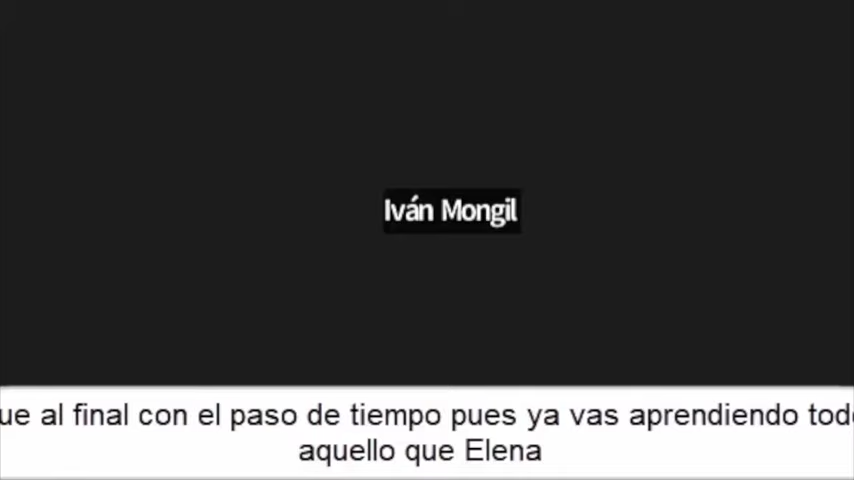 Iván Mongil
ue al final con el paso de tiempo pues ya vas aprendiendo tod
aquello que Elena